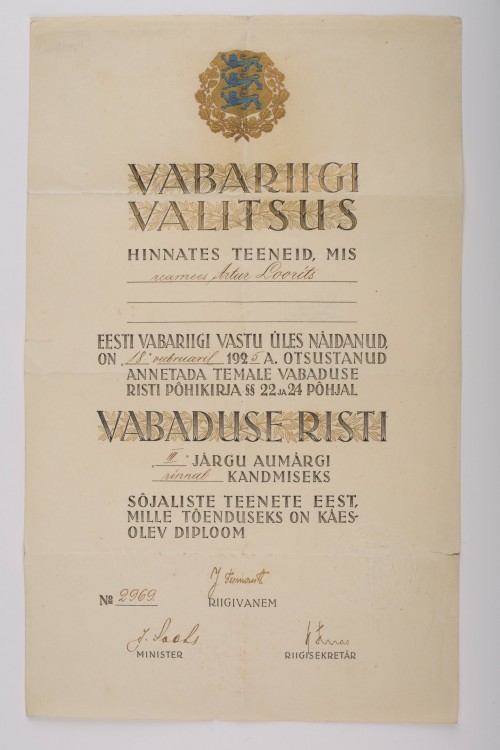 VABARIIGI
VALITSUS
HINNATES TEENEID, MIS
reamees, Artur Loorits
EESTI VABARIIGI VASTU ÜLES NÄIDANUD,
ON „18" veebruaril 1925 A. OTSUSTANUD
ANNETADA TEMALE VABADUSE
RISTI PÕHIKIRJA §§ 22 JA 24 PÕHJAL
VABADUSE RISTI
„III" JÄRGU AUMÄRGI
rinnal KANDMISEKS
SÕJALISTE TEENETE EEST,
MILLE TÕENDUSEKS ON KÄES-
OLEV DIPLOOM
№ 2969.
RIIGIVANEM
MINISTER
RIIGISEKRETÄR